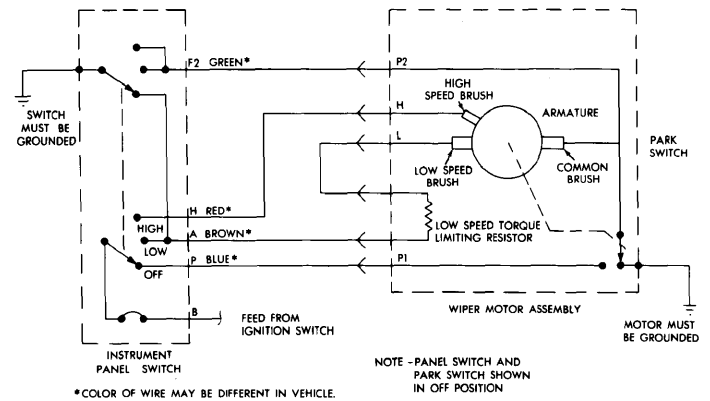 F2 GREEN*
P2
HIGH
SPEED BRUSH
H
ARMATURE
SWITCH
MUST BE
GROUNDED
L
PARK
SWITCH
LOW SPEED
BRUSH
COMMON
BRUSH
H RED*
HIGH
A BROWN*
LOW
LOW SPEED TORQUE
LIMITING RESISTOR
P BLUE*
OFF
P1
B
FEED FROM
IGNITION SWITCH
WIPER MOTOR ASSEMBLY
MOTOR MUST
BE GROUNDED
INSTRUMENT
PANEL SWITCH
NOTE - PANEL SWITCH AND
PARK SWITCH SHOWN
IN OFF POSITION
*COLOR OF WIRE MAY BE DIFFERENT IN VEHICLE.